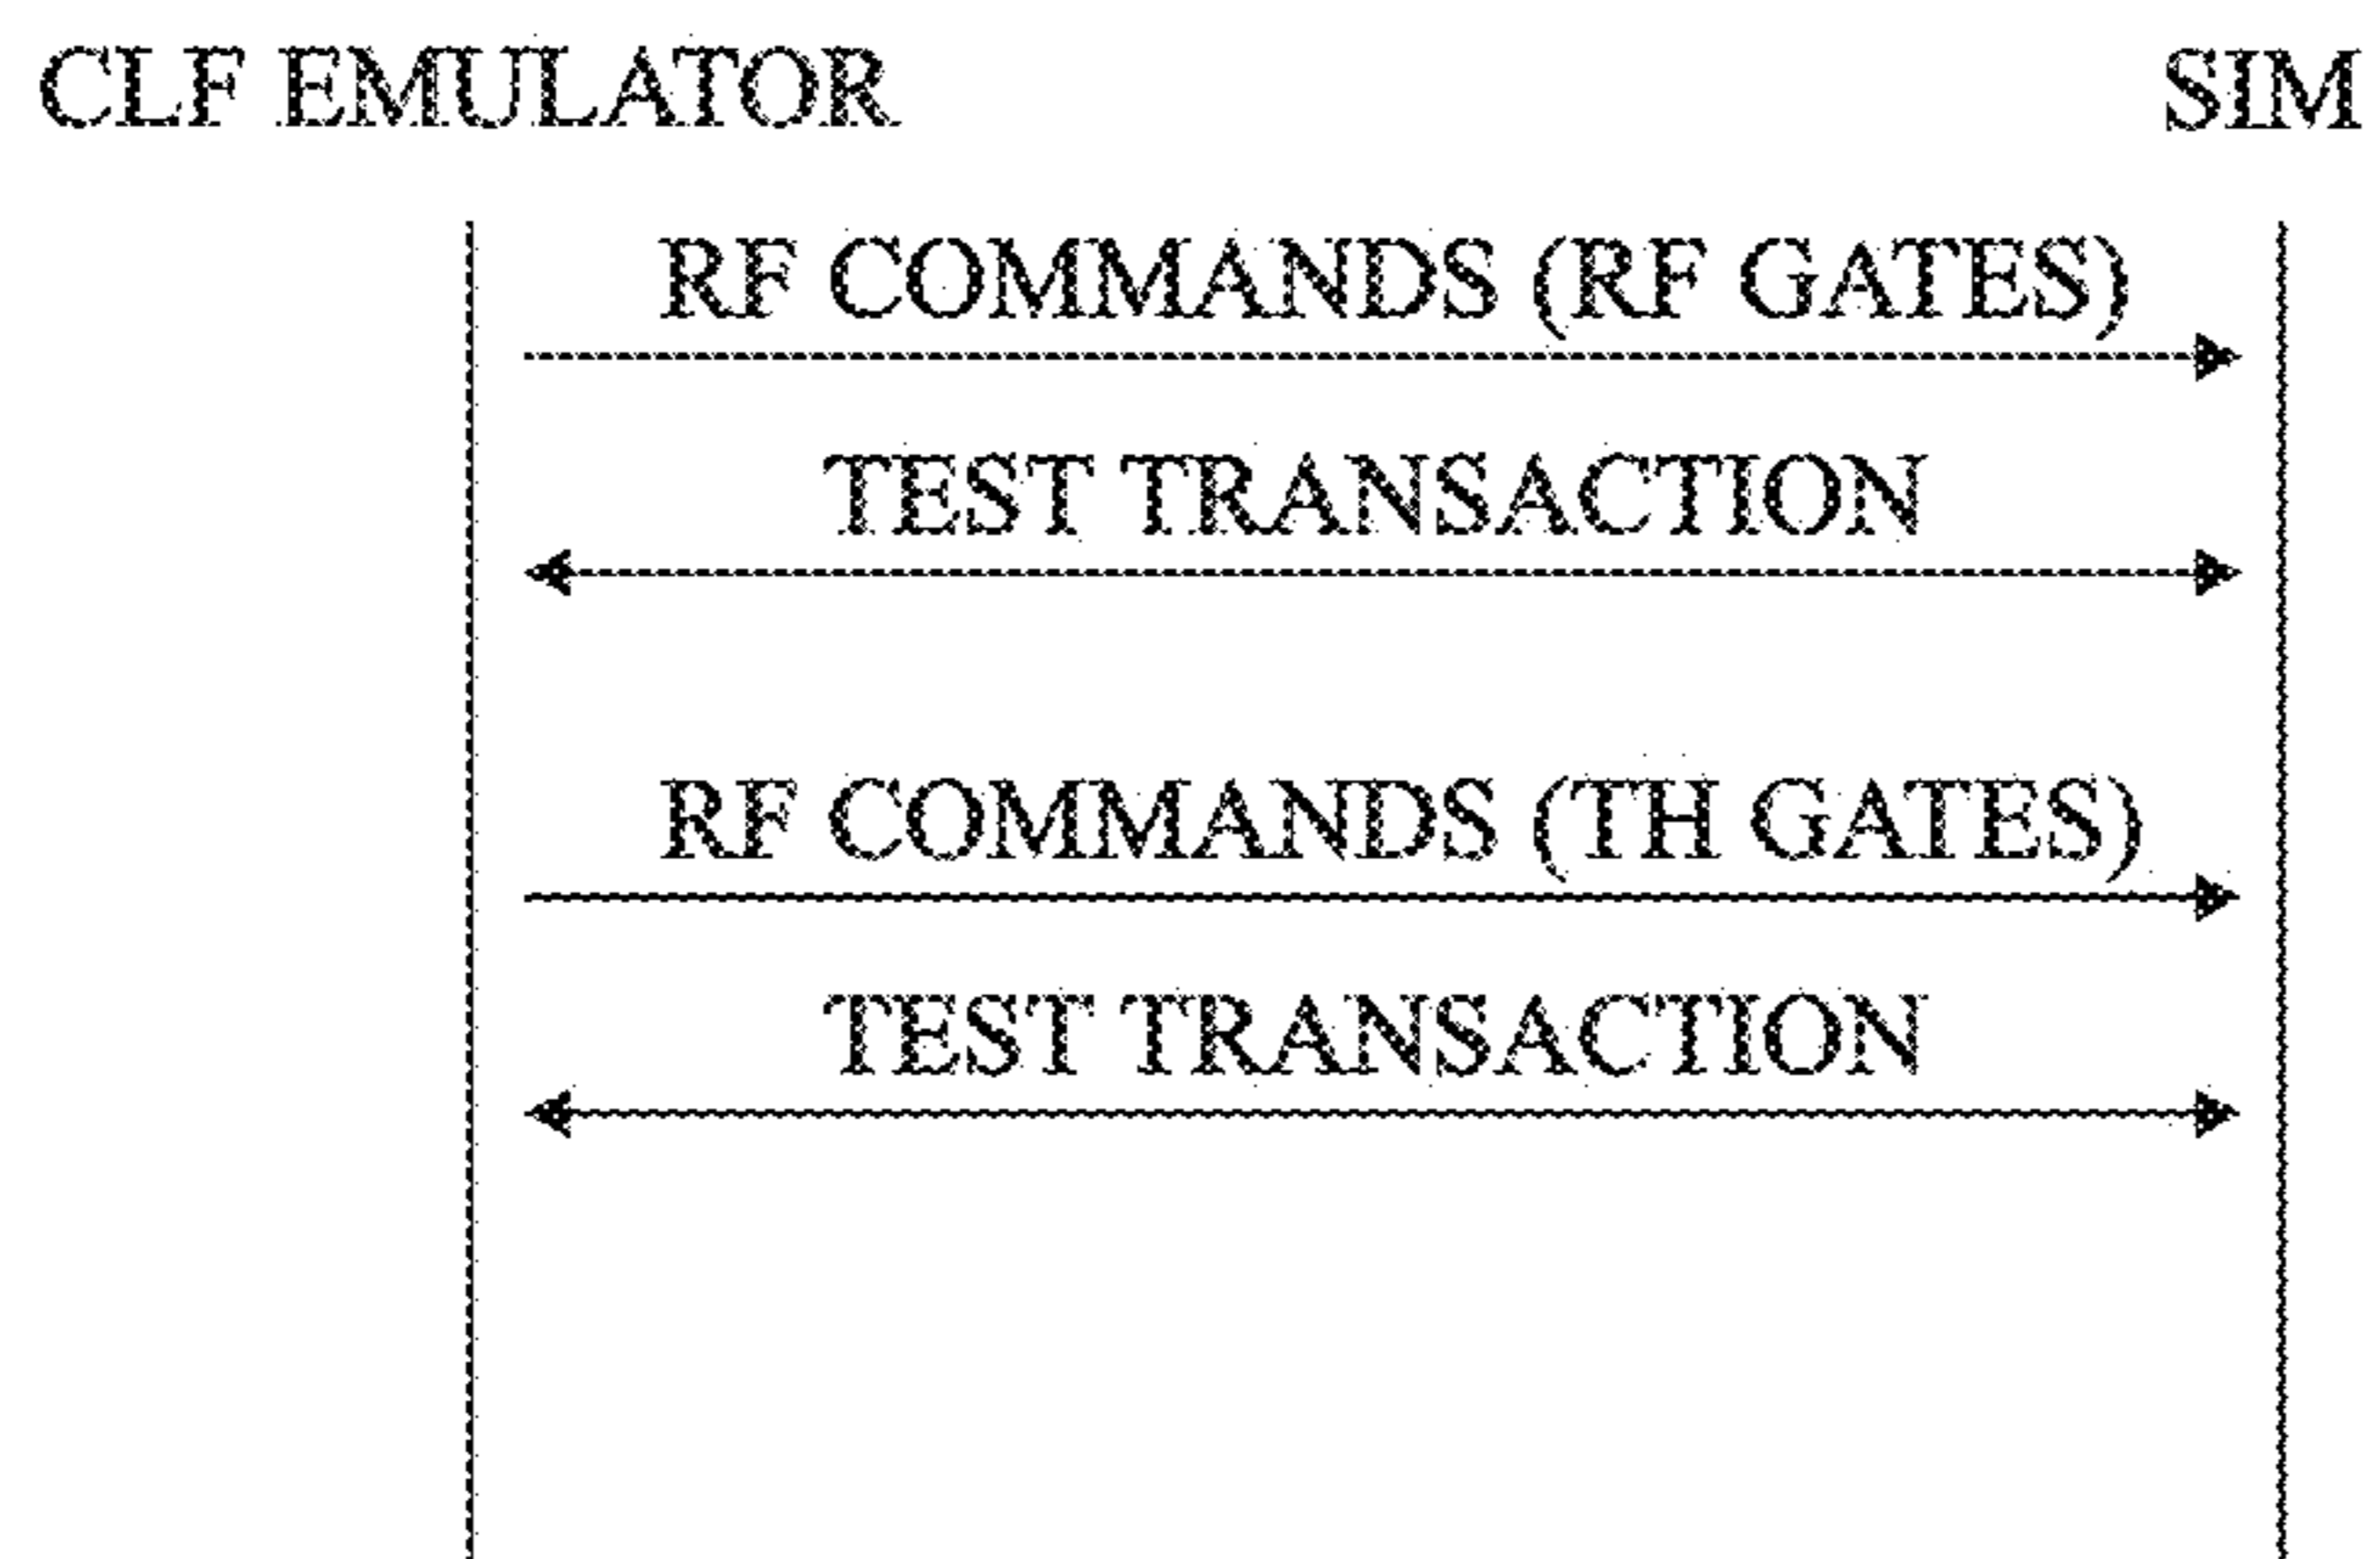 CLF EMULATOR SIM
RF COMMANDS (RF GATES)
TEST TRANSACTION
RF COMMANDS (TH GATES)
TEST TRANSACTION